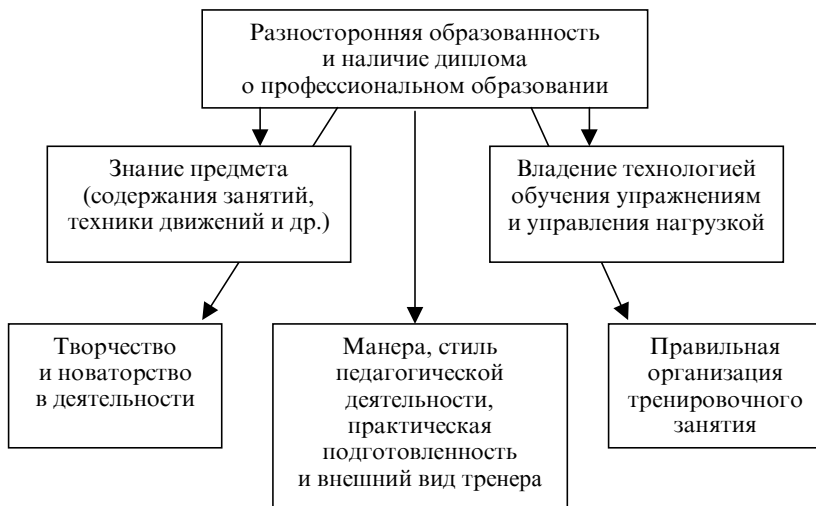 Разносторонняя образованность
и наличие диплома
о профессиональном образовании
Знание предмета
(содержания занятий,
техники движений и др.)
Владение технологией
обучения упражнениям
и управления нагрузкой
Творчество
и новаторство
в деятельности
Манера, стиль
педагогической
деятельности,
практическая
подготовленность
и внешний вид тренера
Правильная
организация
тренировочного
занятия